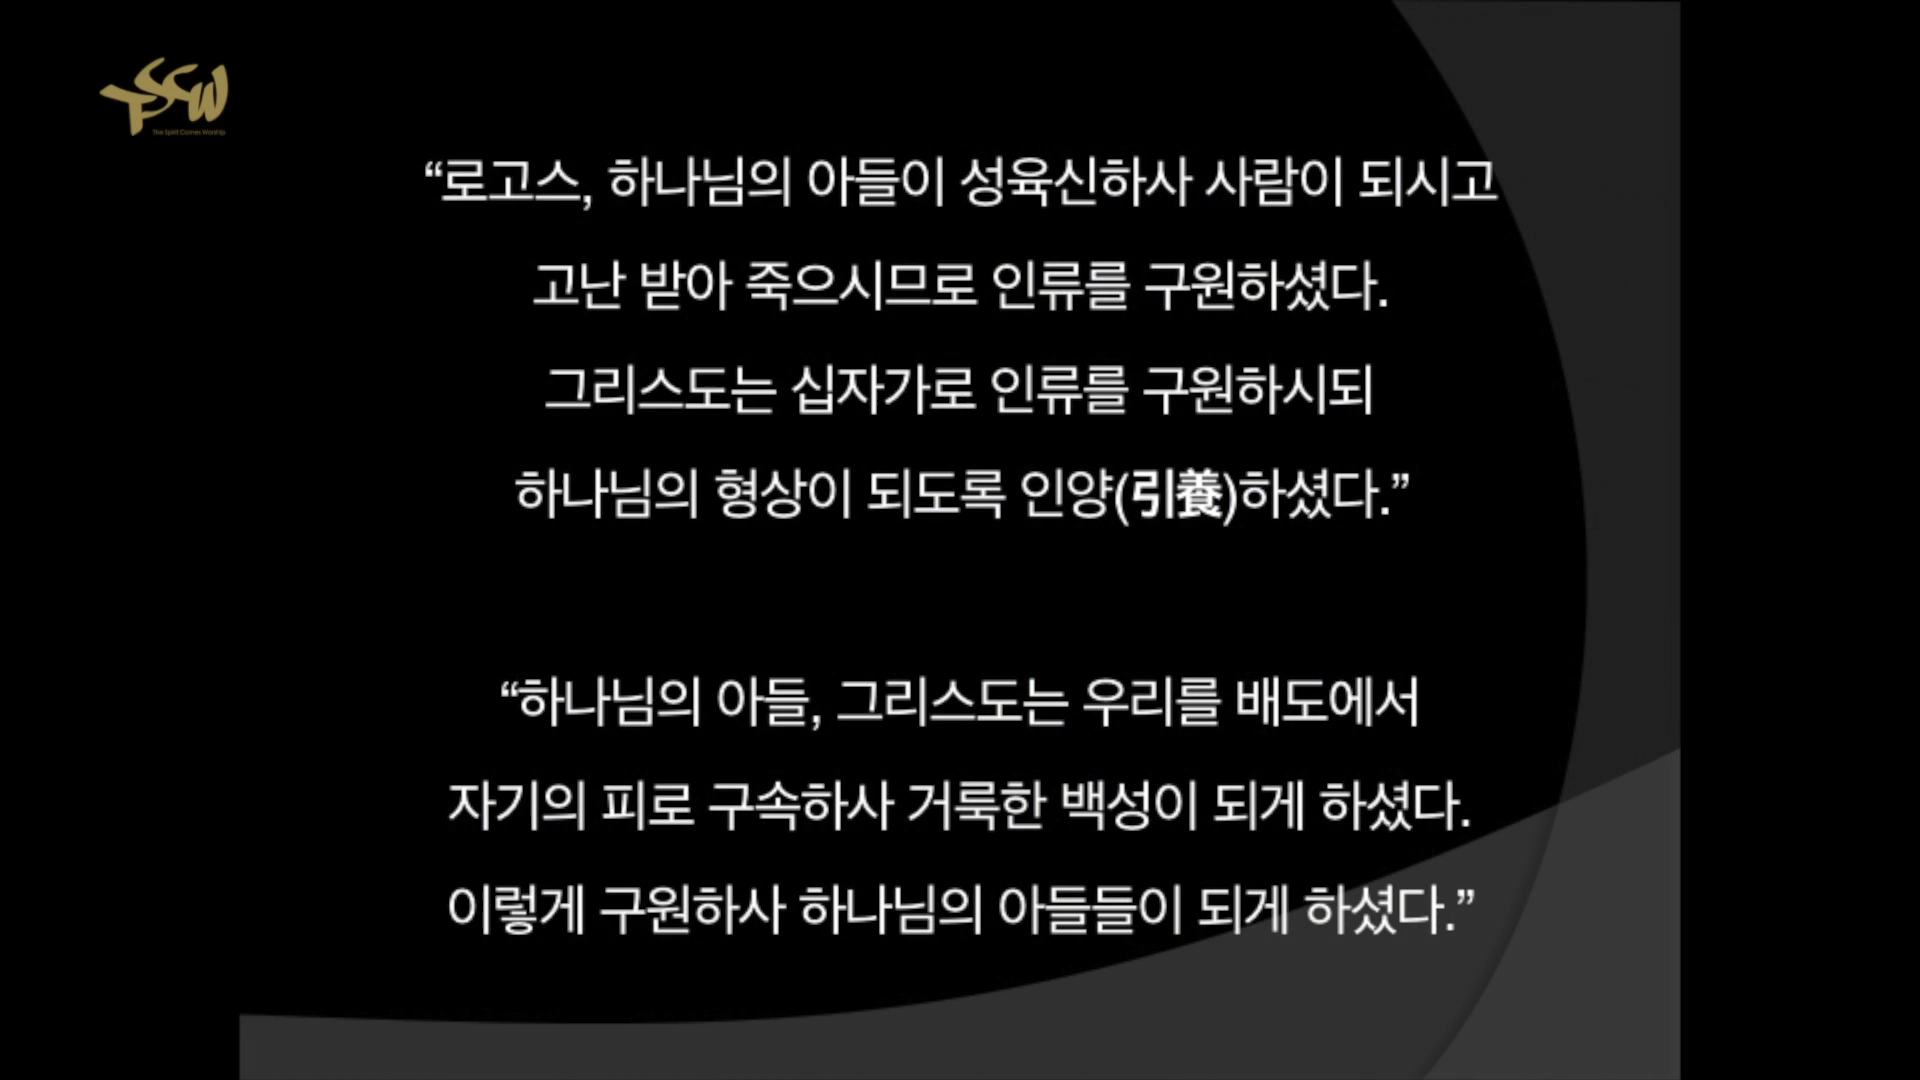 TSCW
The Spirit Comes Worship
“로고스, 하나님의 아들이 성육신하사 사람이 되시고
고난 받아 죽으시므로 인류를 구원하셨다.
그리스도는 십자가로 인류를 구원하시되
하나님의 형상이 되도록 인양(引養)하셨다.”
“하나님의 아들, 그리스도는 우리를 배도에서
자기의 피로 구속하사 거룩한 백성이 되게 하셨다.
이렇게 구원하사 하나님의 아들들이 되게 하셨다.”